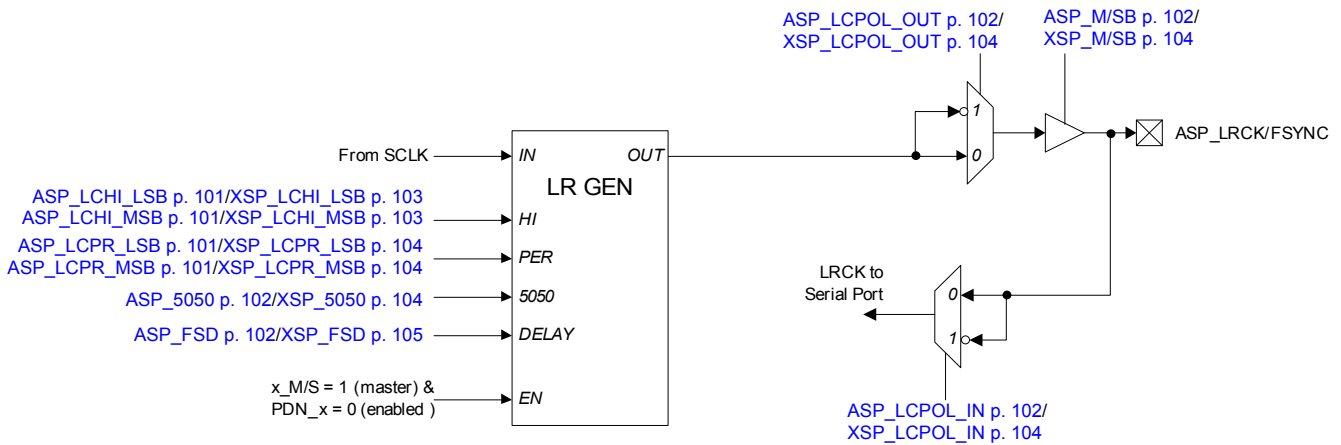 ASP_LCPOL_OUT p. 102/
XSP_LCPOL_OUT p. 104
ASP_M/SB p. 102/
XSP_M/SB p. 104
1
0
ASP_LRCK/FSYNC
From SCLK
IN
OUT
LR GEN
ASP_LCHI_LSB p. 101/XSP_LCHI_LSB p. 103
ASP_LCHI_MSB p. 101/XSP_LCHI_MSB p. 103
HI
ASP_LCPR_LSB p. 101/XSP_LCPR_LSB p. 104
ASP_LCPR_MSB p. 101/XSP_LCPR_MSB p. 104
PER
ASP_5050 p. 102/XSP_5050 p. 104
5050
ASP_FSD p. 102/XSP_FSD p. 105
DELAY
x_M/S = 1 (master) &
PDN_x = 0 (enabled )
EN
LRCK to
Serial Port
0
1
ASP_LCPOL_IN p. 102/
XSP_LCPOL_IN p. 104